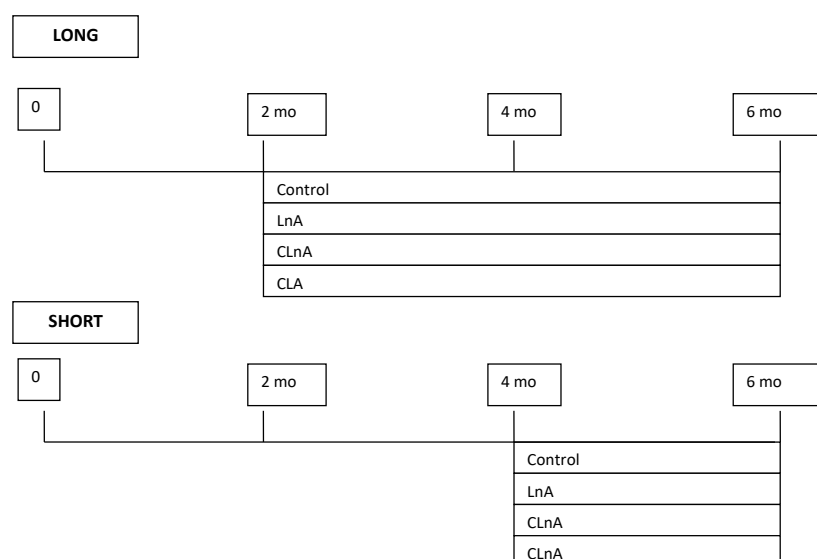 LONG
0
2 mo
4 mo
6 mo
Control
LnA
CLnA
CLA
SHORT
0
2 mo
4 mo
6 mo
Control
LnA
CLnA
CLnA